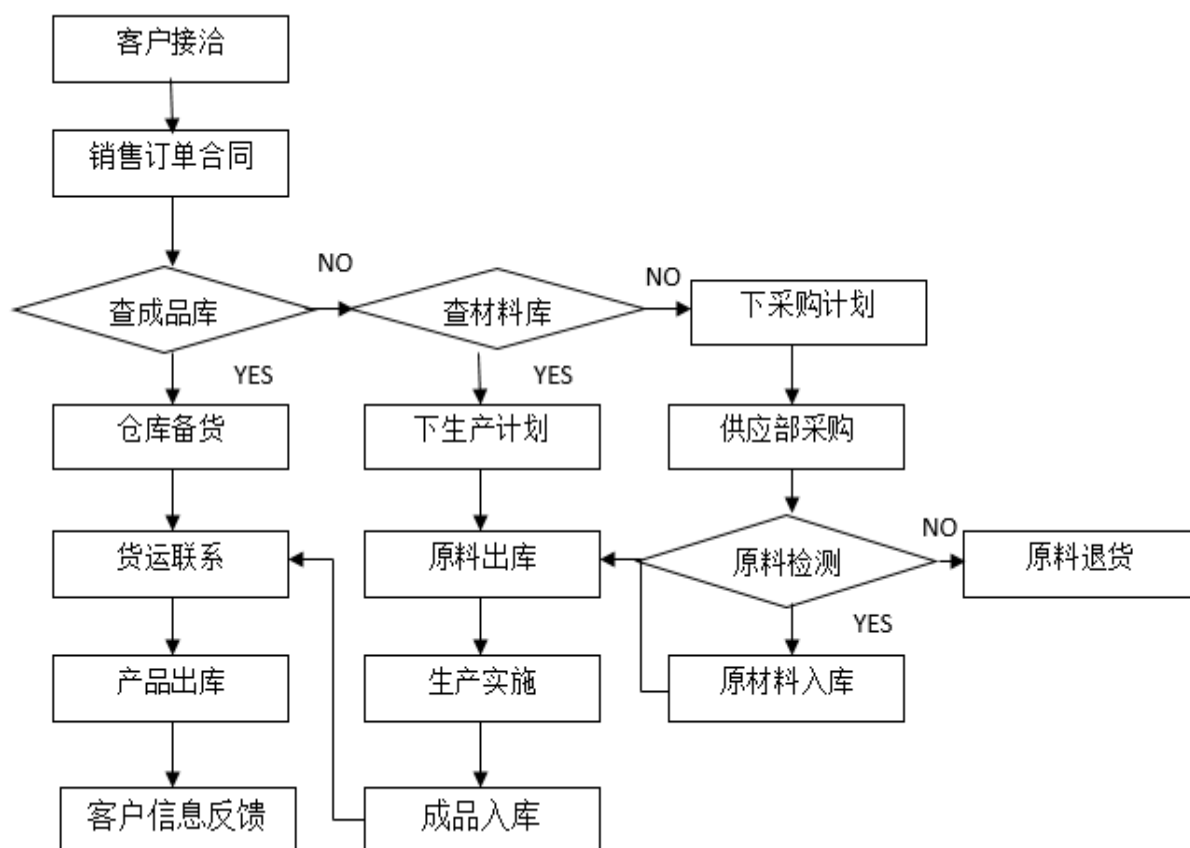 客户接洽
销售订单合同
NO
NO
查成品库
查材料库
下采购计划
YES
YES
仓库备货
下生产计划
供应部采购
NO
货运联系
原料出库
原料检测
原料退货
YES
产品出库
生产实施
原材料入库
客户信息反馈
成品入库